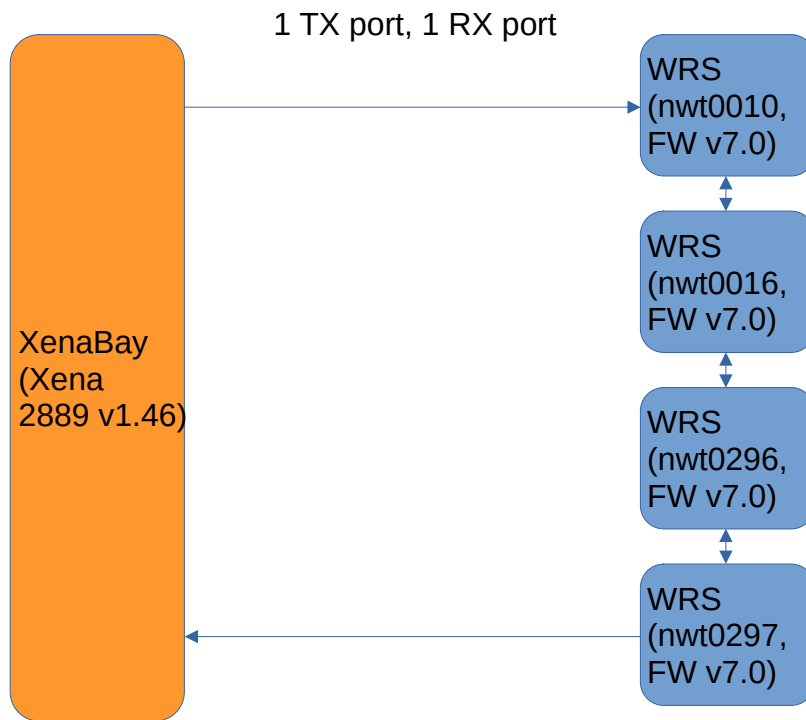 1 TX port, 1 RX port
WRS
(nwt0010,
FW v7.0)
WRS
(nwt0016,
FW v7.0)
XenaBay
(Xena
2889 v1.46)
WRS
(nwt0296,
FW v7.0)
WRS
(nwt0297,
FW v7.0)